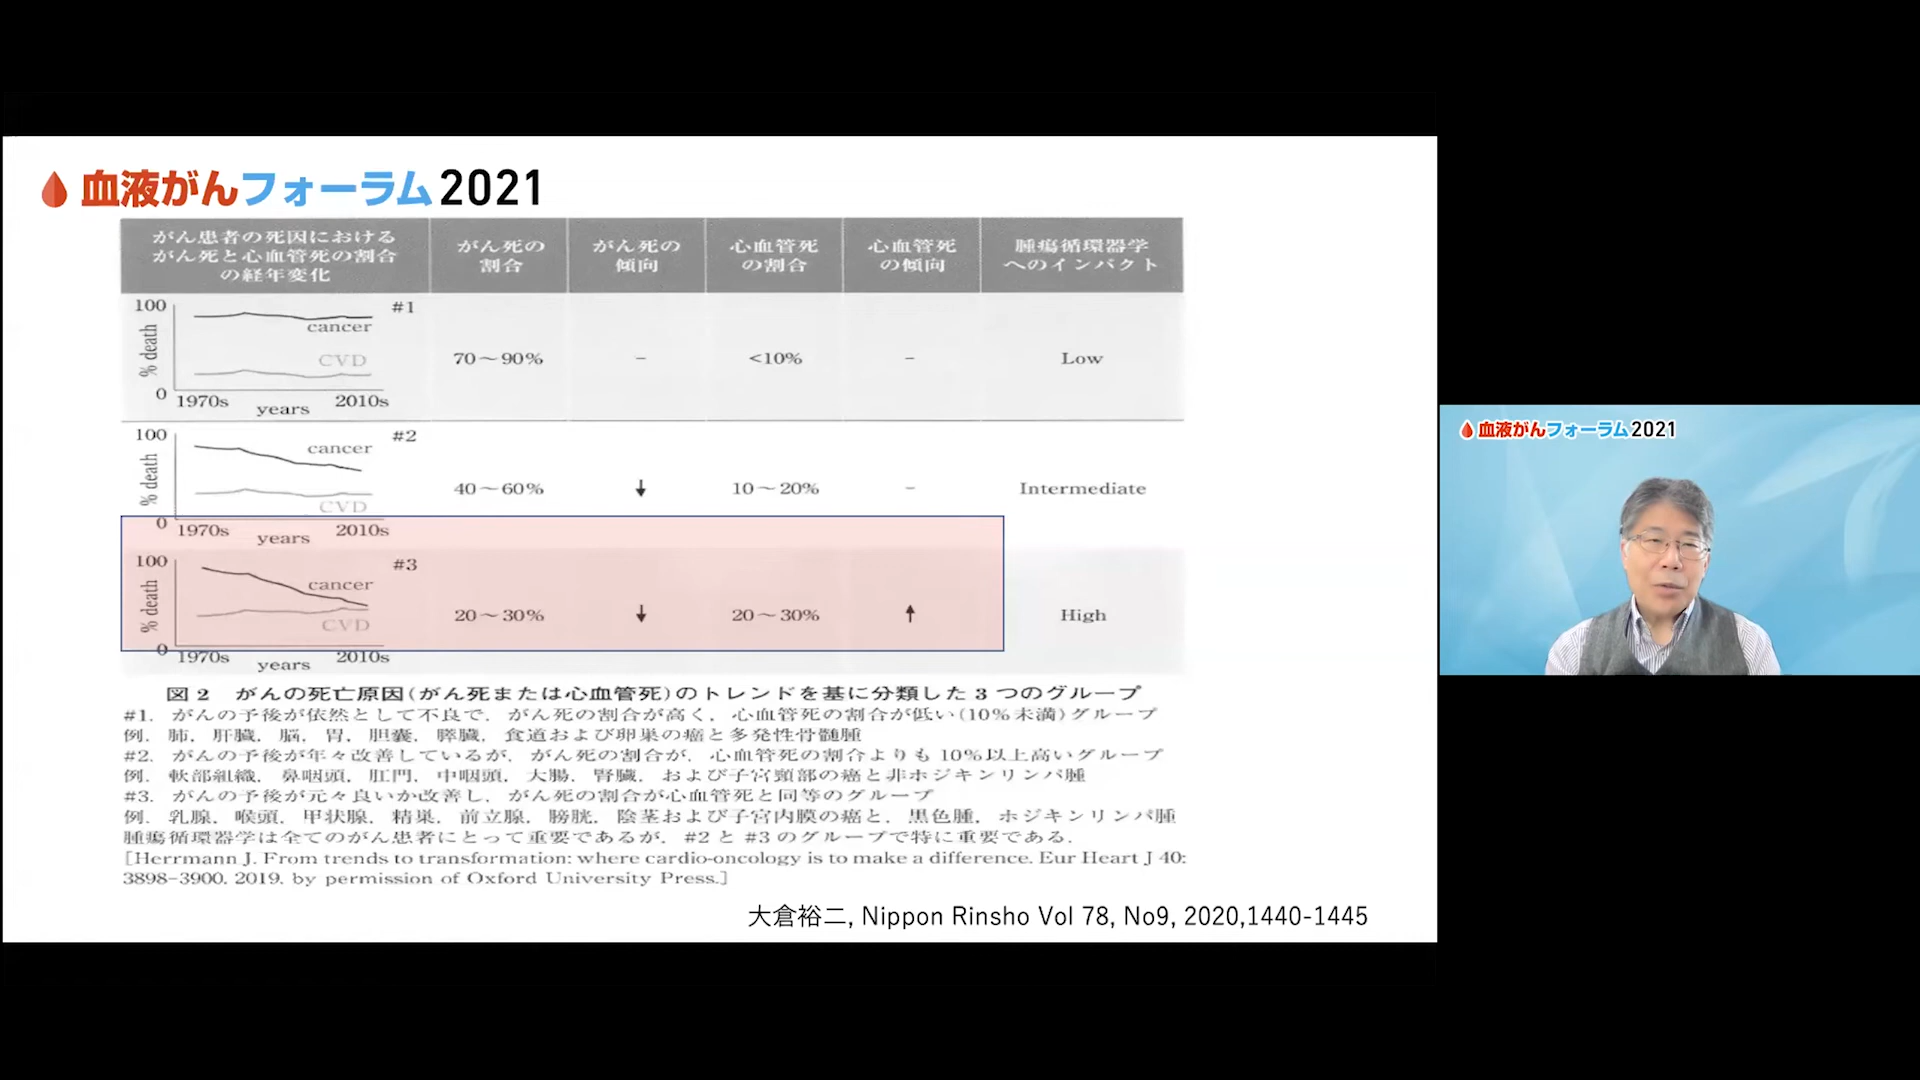 血液がんフォーラム2021
がん患者の死因における
がん死と心血管死の割合
の経年変化
がん死の
割合
がん死の
傾向
心血管死
の割合
心血管死
の傾向
腫瘍循環器学
へのインパクト
100
% death
0
cancer
CVD
1970s
years
2010s
#1
70～90%
–
<10%
–
Low
100
% death
0
cancer
CVD
1970s
years
2010s
#2
40～60%
↓
10～20%
–
Intermediate
100
% death
0
cancer
CVD
1970s
years
2010s
#3
20～30%
↓
20～30%
↑
High
図2 がんの死亡原因(がん死または心血管死)のトレンドを基に分類した3つのグループ
#1. がんの予後が依然として不良で, がん死の割合が高く, 心血管死の割合が低い(10%未満)グループ
例. 肺, 肝臓, 脳, 胃, 胆嚢, 膵臓, 食道および卵巣の癌と多発性骨髄腫
#2. がんの予後が年々改善しているが, がん死の割合が, 心血管死の割合よりも10%以上高いグループ
例. 軟部組織, 鼻咽頭, 肛門, 中咽頭, 大腸, 腎臓, および子宮頸部の癌と非ホジキンリンパ腫
#3. がんの予後が元々良いか改善し, がん死の割合が心血管死と同等のグループ
例. 乳腺, 喉頭, 甲状腺, 精巣, 前立腺, 膀胱, 陰茎および子宮内膜の癌と, 黒色腫, ホジキンリンパ腫
腫瘍循環器学は全てのがん患者にとって重要であるが, #2と#3のグループで特に重要である.
[Herrmann J. From trends to transformation: where cardio-oncology is to make a difference. Eur Heart J 40:
3898–3900, 2019. by permission of Oxford University Press.]
大倉裕二, Nippon Rinsho Vol 78, No9, 2020,1440-1445
血液がんフォーラム2021